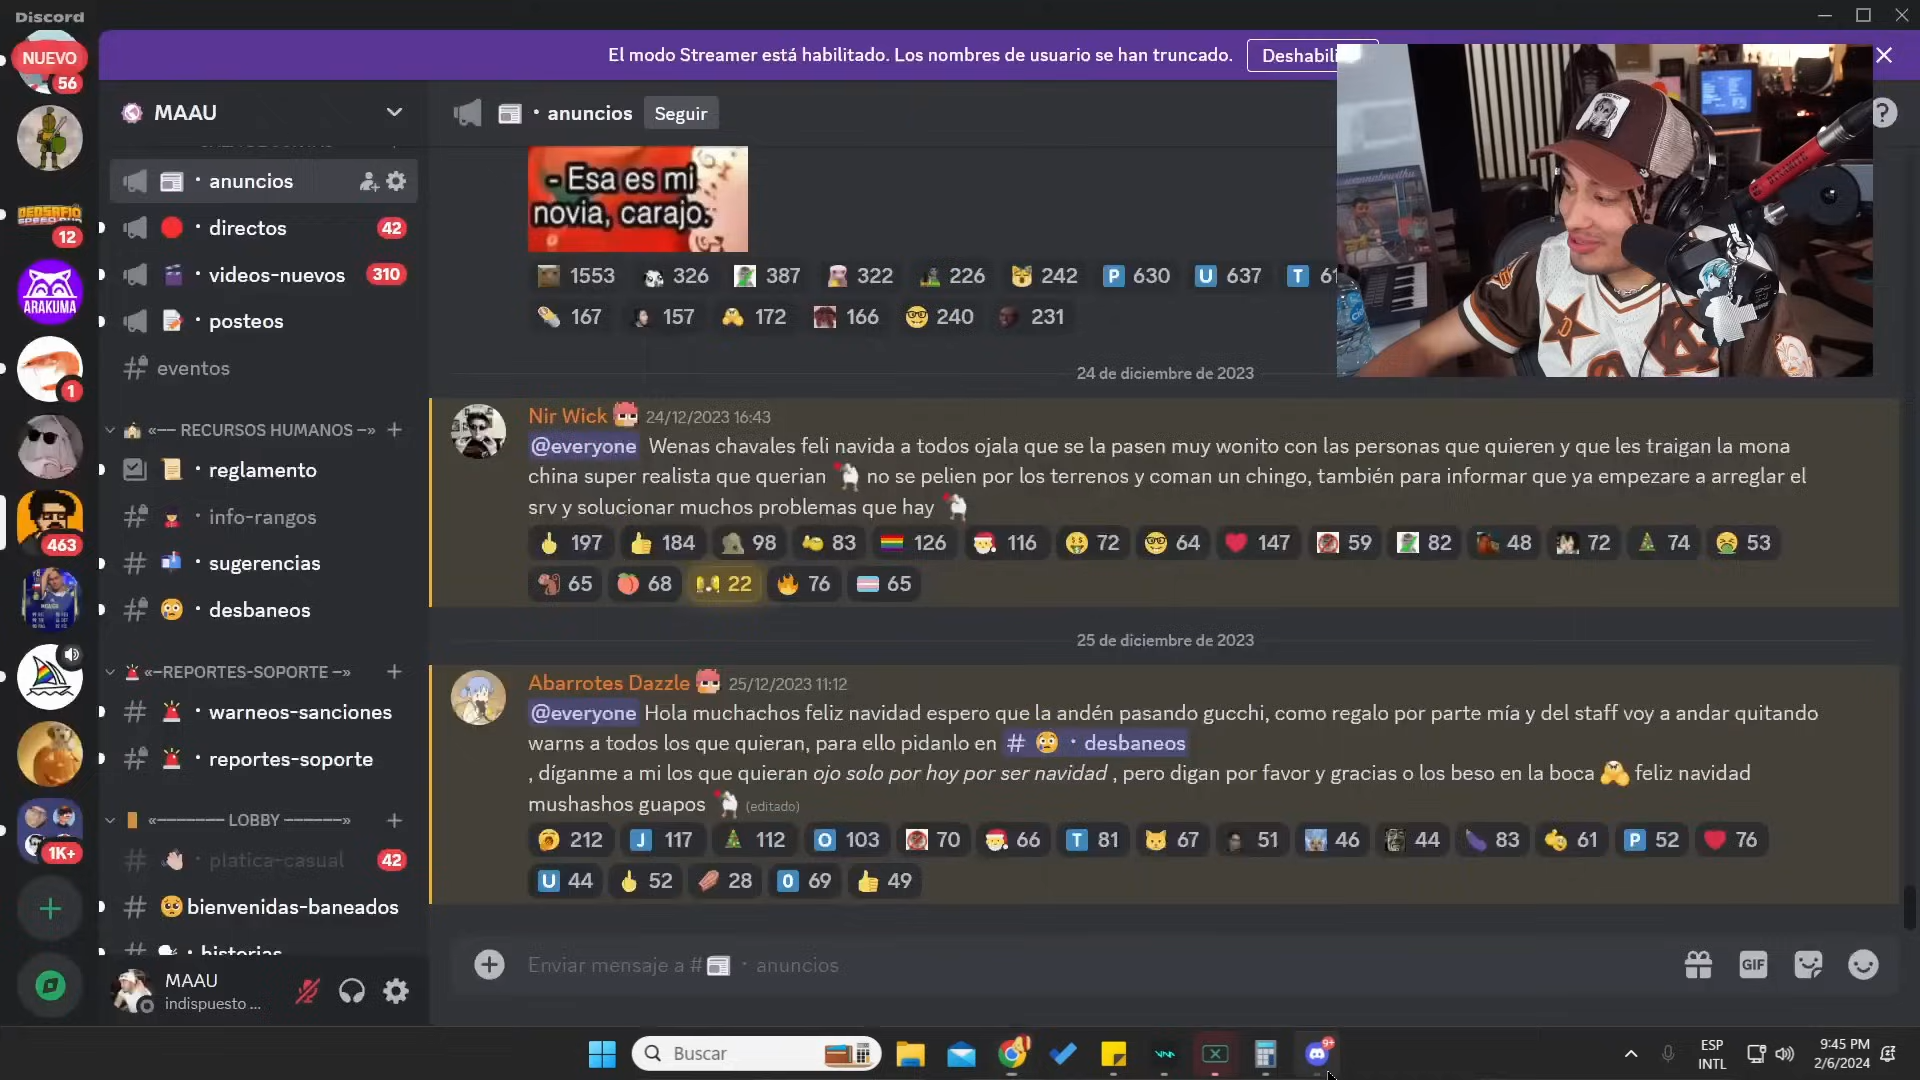 Discord
El modo Streamer está habilitado. Los nombres de usuario se han truncado.
Deshabili
NUEVO
56
12
ARAKUMA
1
463
1K+
MAAU
anuncios
directos 42
videos-nuevos 310
posteos
eventos
«–– RECURSOS HUMANOS –»
reglamento
info-rangos
sugerencias
desbaneos
«–REPORTES-SOPORTE –»
warneos-sanciones
reportes-soporte
«––––––– LOBBY ––––––»
platica-casual 42
bienvenidas-baneados
historias
MAAU
indispuesto ...
anuncios
Seguir
- Esa es mi
novia, carajo.
1553 326 387 322 226 242 P 630 U 637 T 61
167 157 172 166 240 231
24 de diciembre de 2023
Nir Wick 24/12/2023 16:43
@everyone Wenas chavales feli navida a todos ojala que se la pasen muy wonito con las personas que quieren y que les traigan la mona
china super realista que querian 🐩 no se pelien por los terrenos y coman un chingo, también para informar que ya empezare a arreglar el
srv y solucionar muchos problemas que hay
197 184 98 83 126 116 72 64 147 59 82 48 72 74 53
65 68 22 76 65
25 de diciembre de 2023
Abarrotes Dazzle 25/12/2023 11:12
@everyone Hola muchachos feliz navidad espero que la andén pasando gucchi, como regalo por parte mía y del staff voy a andar quitando
warns a todos los que quieran, para ello pidanlo en # 😳 · desbaneos
, díganme a mi los que quieran ojo solo por hoy por ser navidad , pero digan por favor y gracias o los beso en la boca feliz navidad
mushashos guapos (editado)
212 J 117 112 O 103 70 66 T 81 67 51 46 44 83 61 P 52 76
U 44 52 28 0 69 49
Enviar mensaje a # · anuncios
GIF
Buscar
9+
ESP
INTL
9:45 PM
2/6/2024